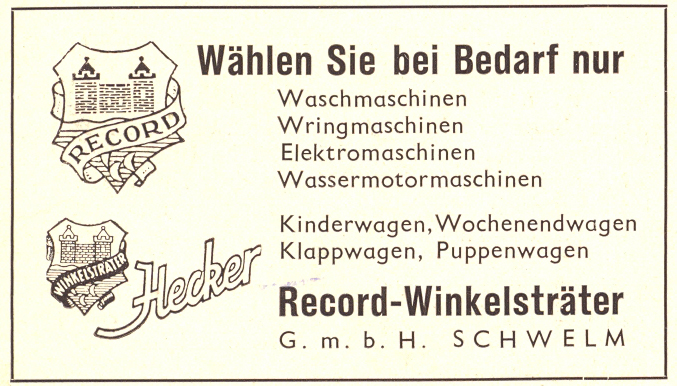 Wählen Sie bei Bedarf nur
Waschmaschinen
Wringmaschinen
Elektromaschinen
Wassermotormaschinen
RECORD
Kinderwagen, Wochenendwagen
Klappwagen, Puppenwagen
WINKELSTRÄTER
Hecker
Record-Winkelsträter
G. m. b. H. SCHWELM